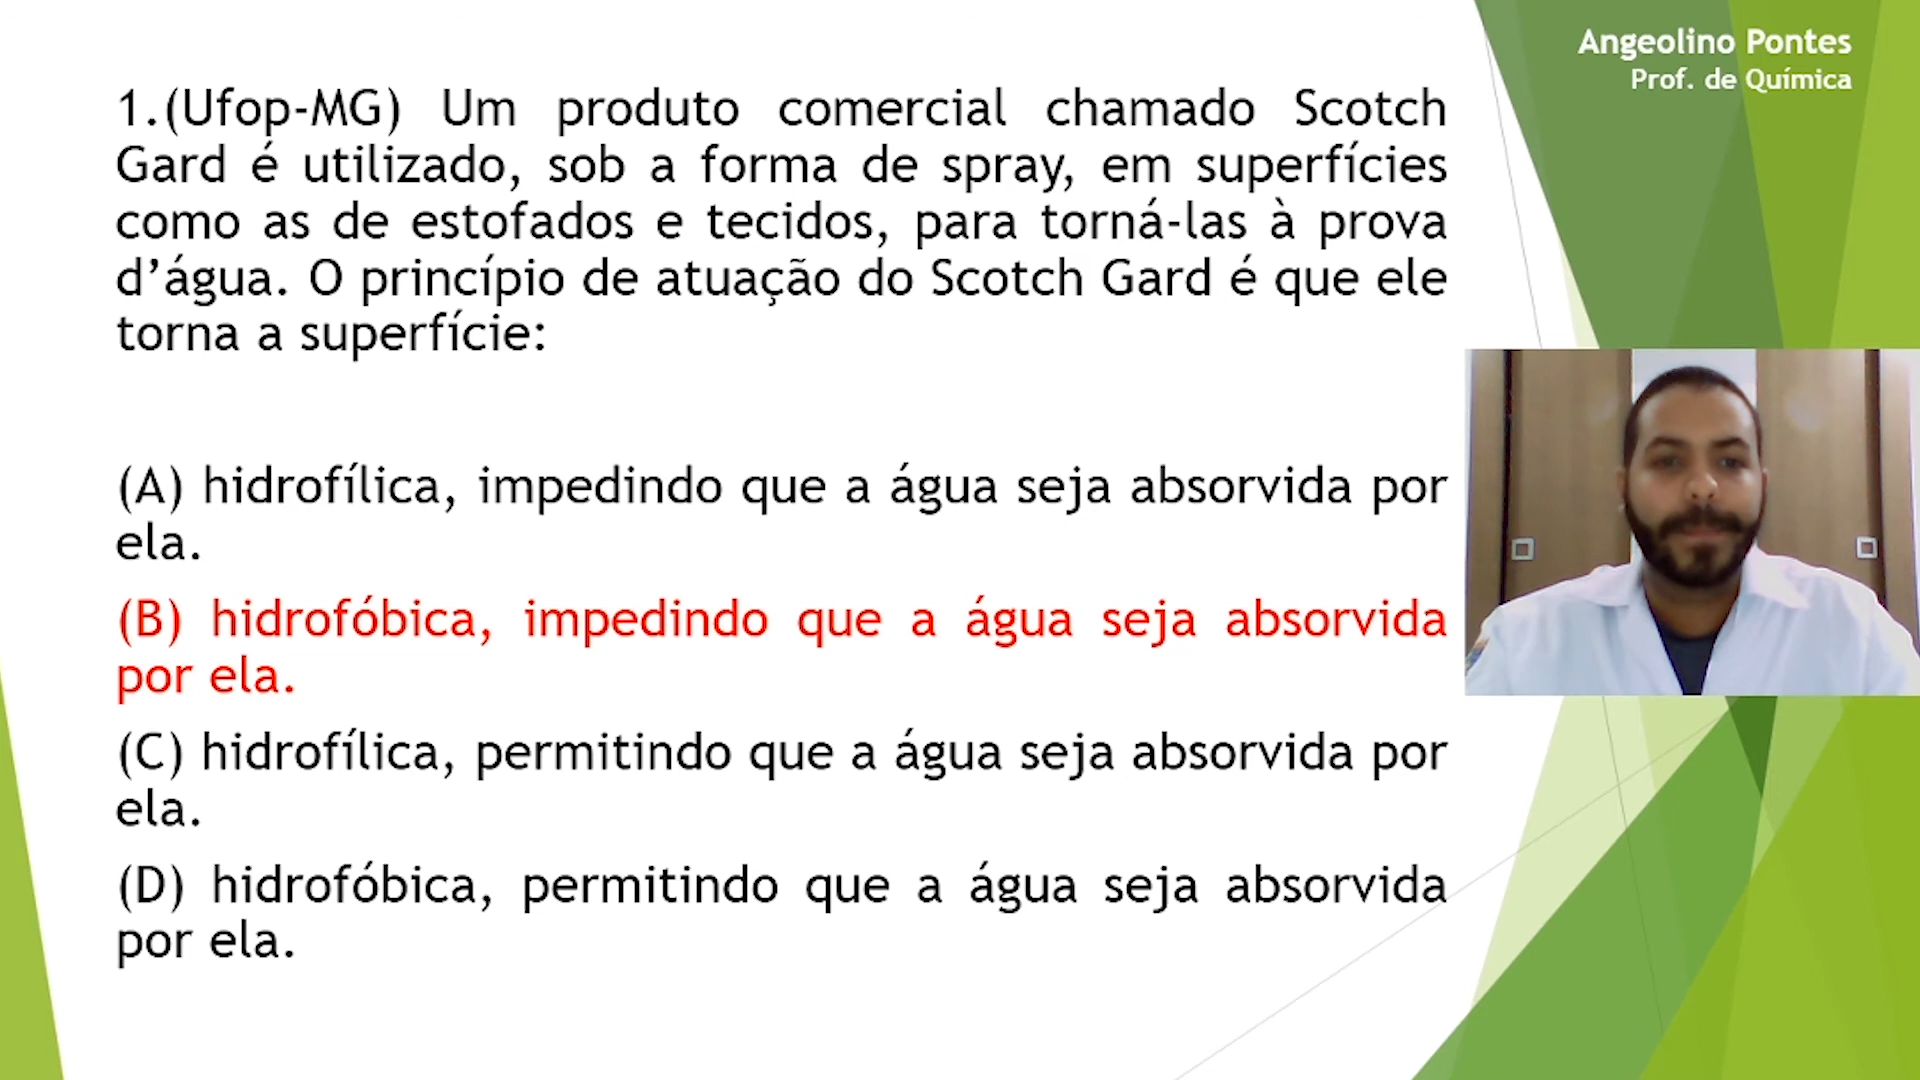 Angeolino Pontes
Prof. de Química
1.(Ufop-MG) Um produto comercial chamado Scotch
Gard é utilizado, sob a forma de spray, em superfícies
como as de estofados e tecidos, para torná-las à prova
d’água. O princípio de atuação do Scotch Gard é que ele
torna a superfície:
(A) hidrofílica, impedindo que a água seja absorvida por
ela.
(B) hidrofóbica, impedindo que a água seja absorvida
por ela.
(C) hidrofílica, permitindo que a água seja absorvida por
ela.
(D) hidrofóbica, permitindo que a água seja absorvida
por ela.